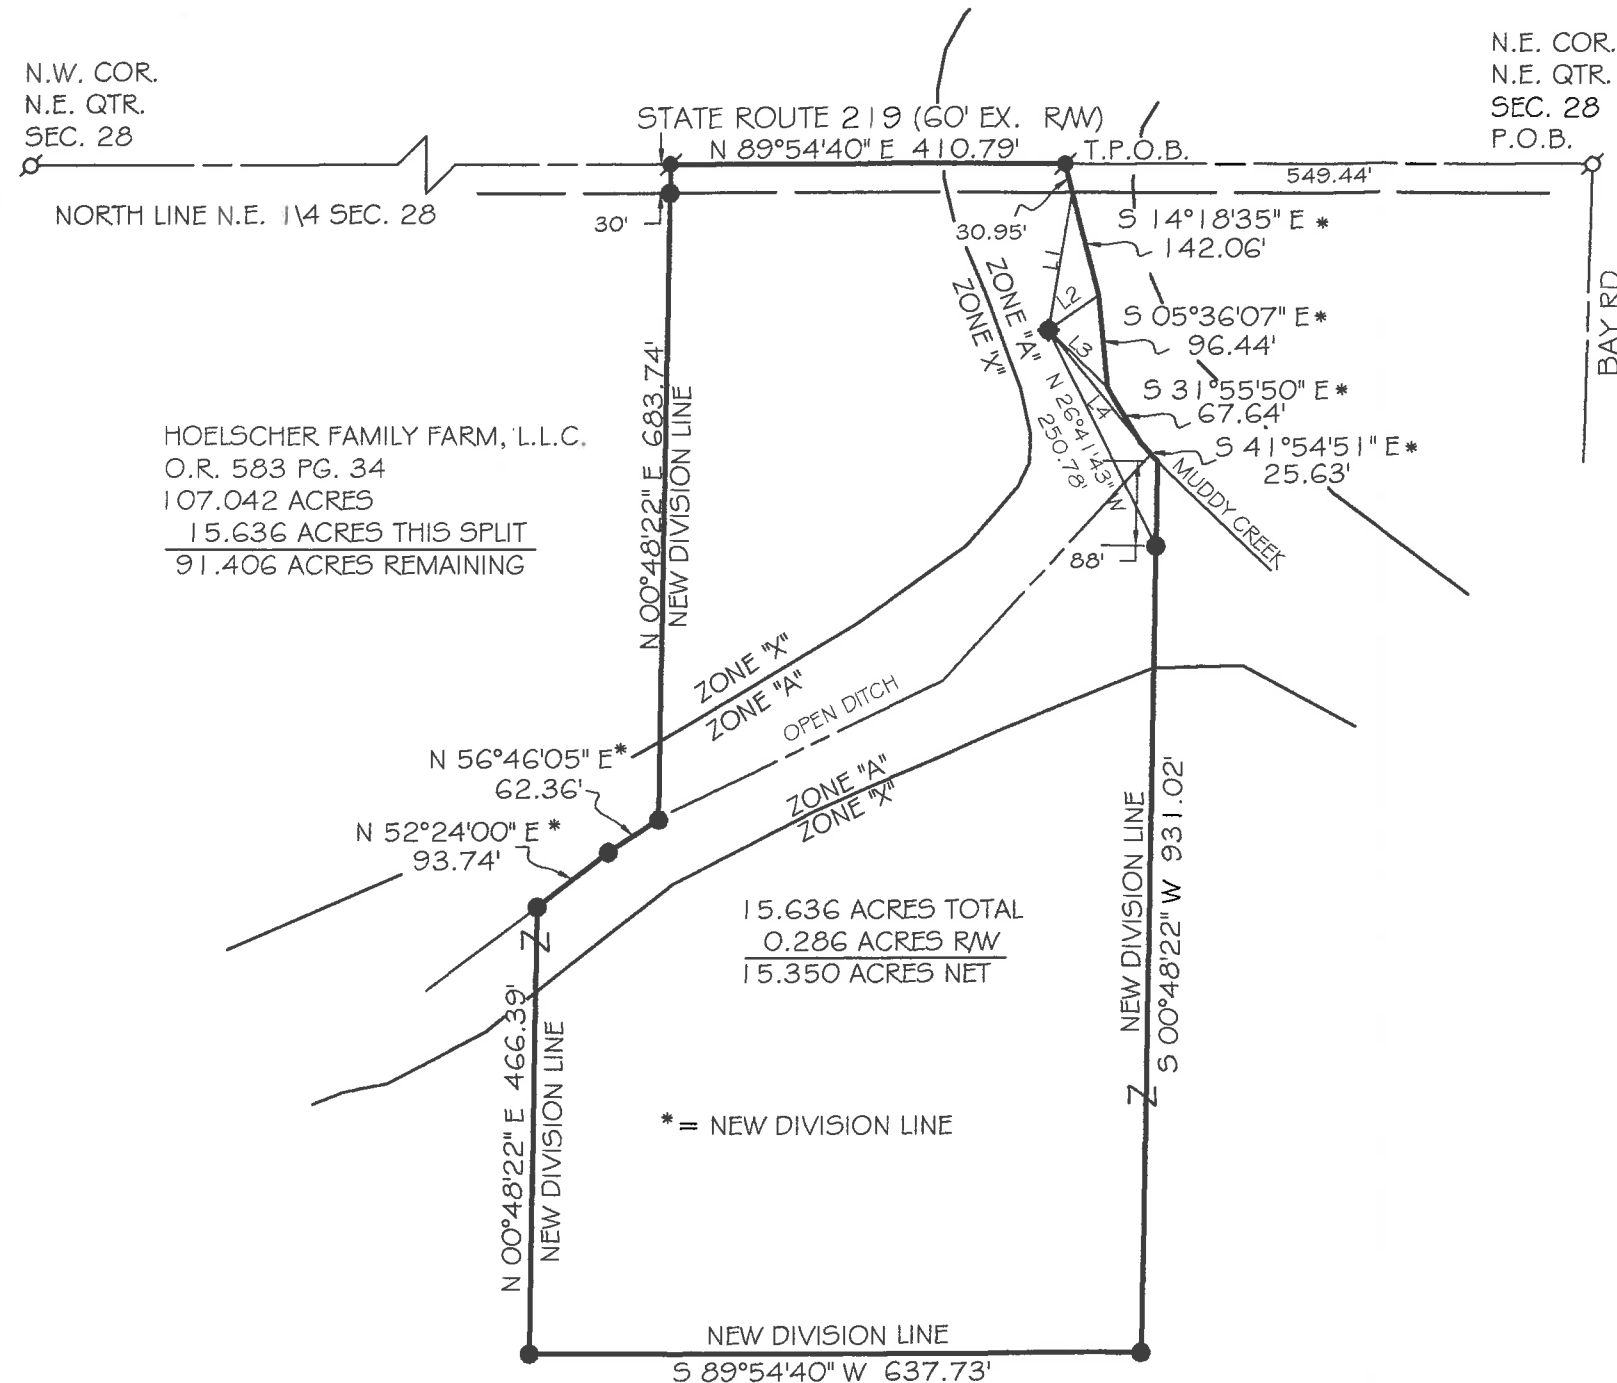 N.W. COR.
N.E. QTR.
SEC. 28
N.E. COR.
N.E. QTR.
SEC. 28
P.O.B.
STATE ROUTE 219 (60' EX. R/W)
N 89°54'40" E 410.79'
T.P.O.B.
549.44'
NORTH LINE N.E. 1\4 SEC. 28
30'
30.95'
S 14°18'35" E *
142.06'
L1
L2
L3
L4
ZONE "A"
ZONE "X"
S 05°36'07" E*
96.44'
S 31°55'50" E*
67.64'
S 41°54'51" E*
25.63'
BAY RD
N 26°41'43" W
250.78'
MUDDY CREEK
88'
HOELSCHER FAMILY FARM, L.L.C.
O.R. 583 PG. 34
107.042 ACRES
15.636 ACRES THIS SPLIT
91.406 ACRES REMAINING
N 00°48'22" E 683.74'
NEW DIVISION LINE
ZONE "X"
ZONE "A"
OPEN DITCH
N 56°46'05" E*
62.36'
N 52°24'00" E *
93.74'
ZONE "A"
ZONE "X"
NEW DIVISION LINE
S 00°48'22" W 931.02'
15.636 ACRES TOTAL
0.286 ACRES R/W
15.350 ACRES NET
N 00°48'22" E 466.39'
NEW DIVISION LINE
*= NEW DIVISION LINE
NEW DIVISION LINE
S 89°54'40" W 637.73'